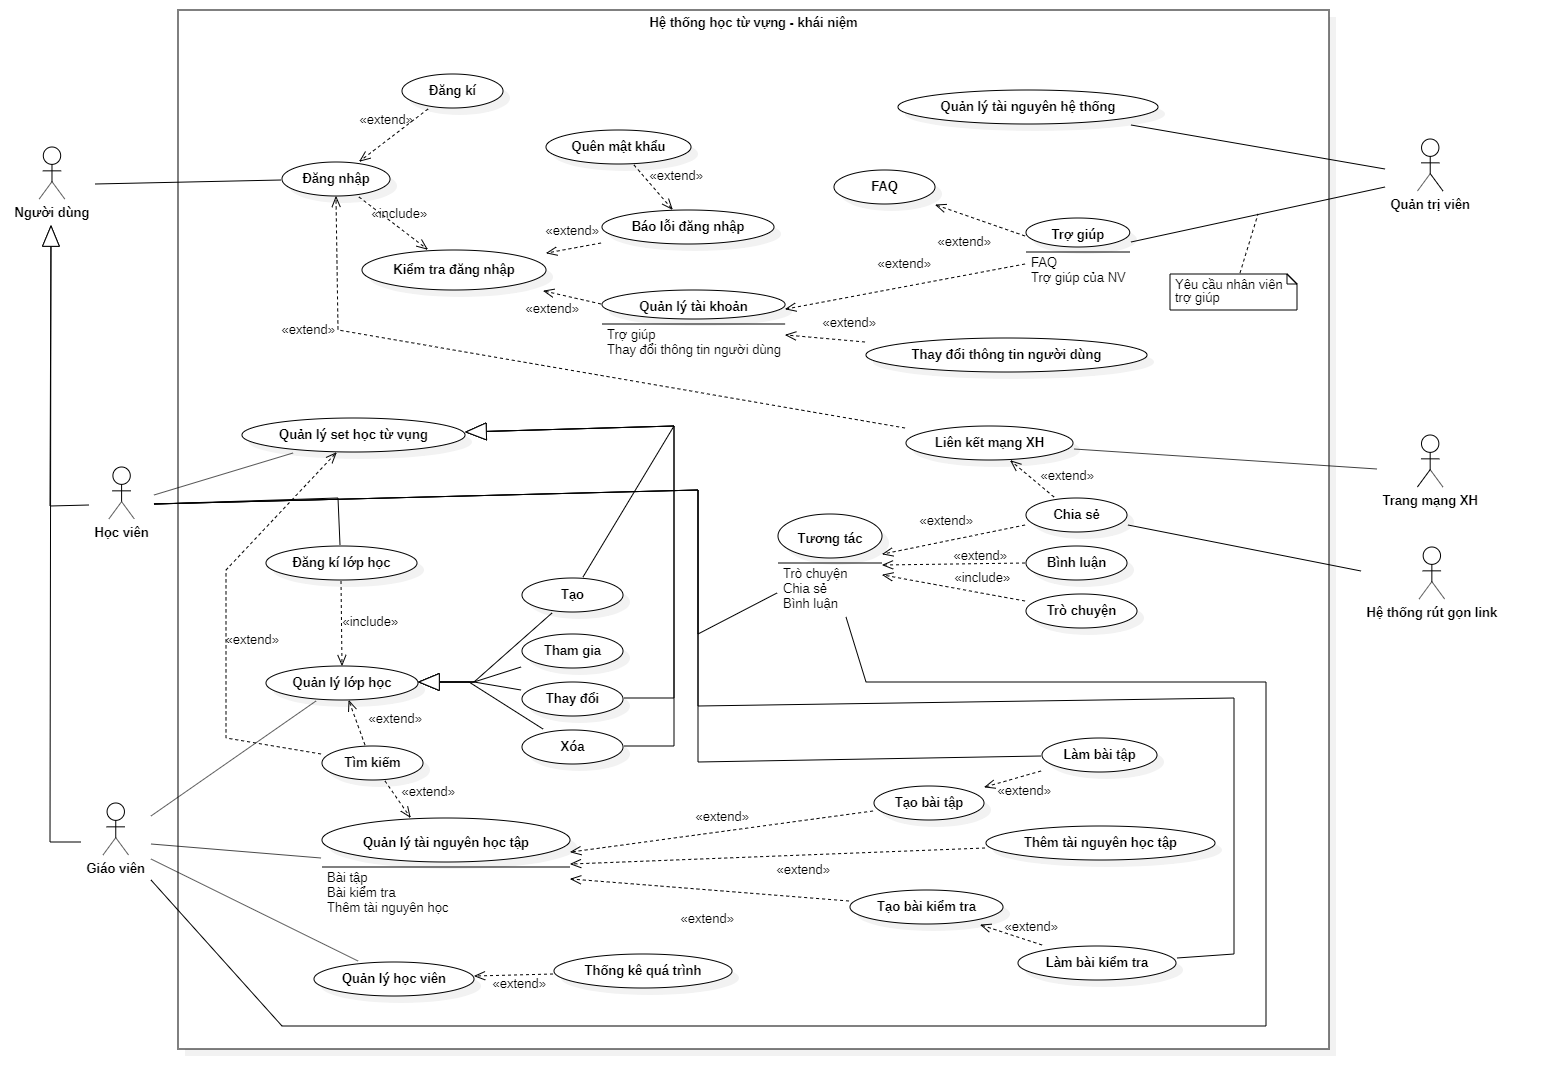 Hệ thống học từ vựng - khái niệm
Đăng kí
«extend»
Quản lý tài nguyên hệ thống
Quên mật khẩu
«extend»
Đăng nhập
Người dùng
«include»
FAQ
Quản trị viên
Báo lỗi đăng nhập
«extend»
Trợ giúp
FAQ
Trợ giúp của NV
«extend»
«extend»
Kiểm tra đăng nhập
Yêu cầu nhân viên
trợ giúp
«extend»
Quản lý tài khoản
Trợ giúp
Thay đổi thông tin người dùng
«extend»
Thay đổi thông tin người dùng
«extend»
Quản lý set học từ vụng
Liên kết mạng XH
«extend»
Trang mạng XH
Học viên
Chia sẻ
«extend»
Tương tác
Trò chuyện
Chia sẻ
Bình luận
«extend»
Bình luận
«include»
Trò chuyện
Hệ thống rút gọn link
Đăng kí lớp học
«include»
Tạo
«extend»
Tham gia
Quản lý lớp học
Thay đổi
«extend»
Xóa
Tìm kiếm
«extend»
Làm bài tập
«extend»
Tạo bài tập
«extend»
Giáo viên
Quản lý tài nguyên học tập
Bài tập
Bài kiểm tra
Thêm tài nguyên học
Thêm tài nguyên học tập
«extend»
Tạo bài kiểm tra
«extend»
«extend»
Làm bài kiểm tra
Quản lý học viên
«extend»
Thống kê quá trình